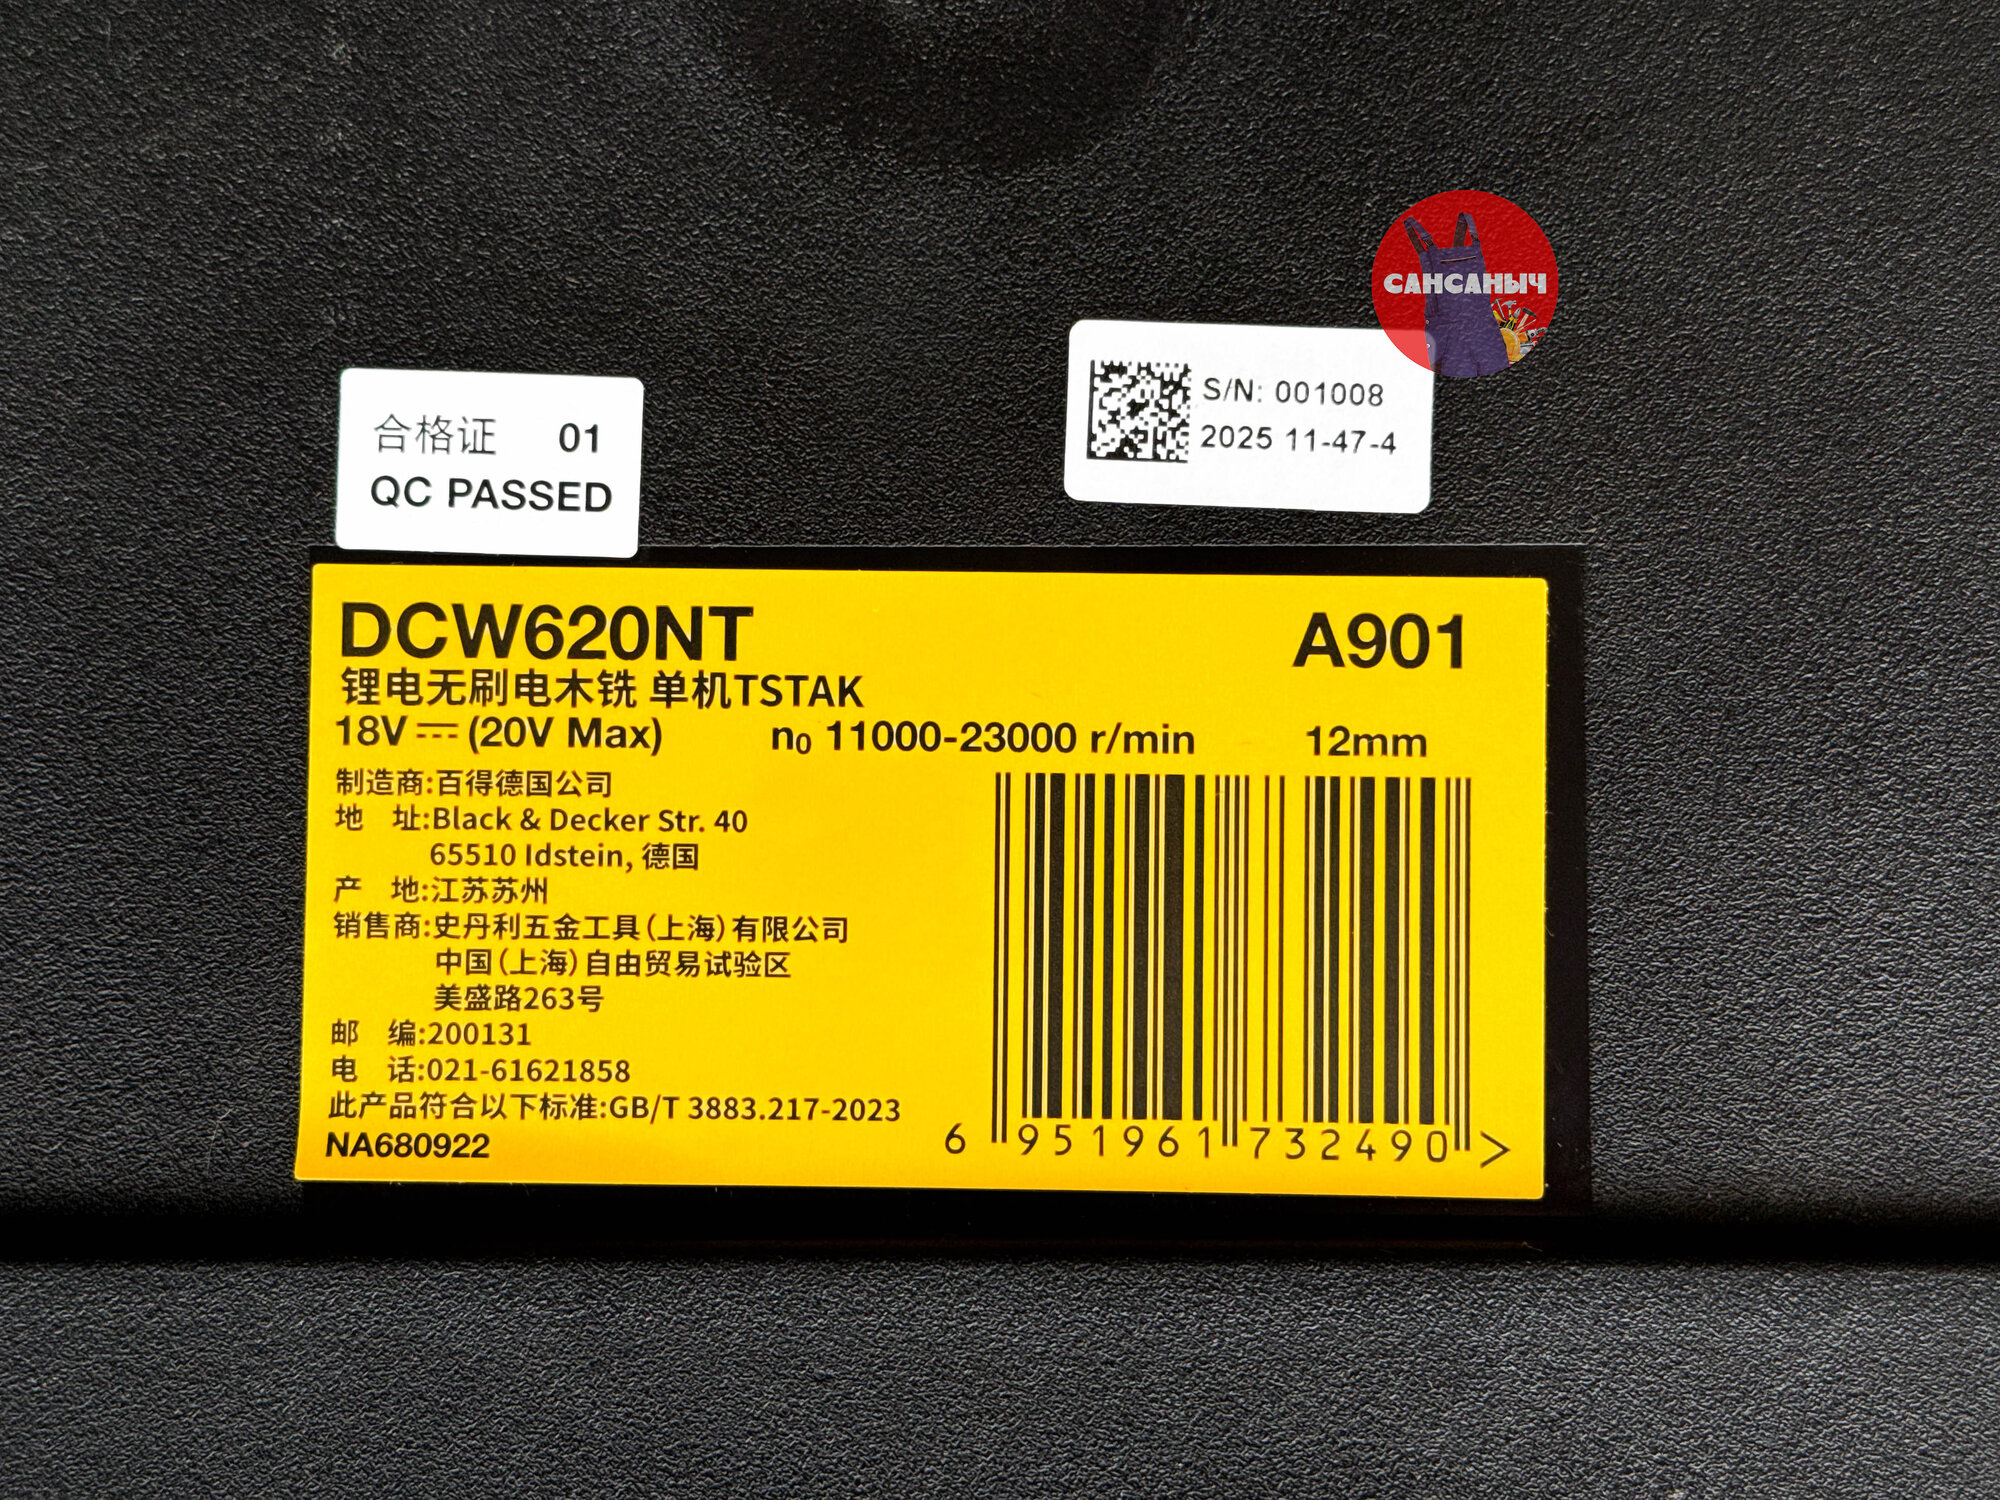 САНСАНЫЧ
合格证 01
QC PASSED
S/N: 001008
2025 11-47-4
DCW620NT A901
锂电无刷电木铣 单机TSTAK
18V (20V Max) n₀ 11000-23000 r/min 12mm
制造商:百得德国公司
地 址:Black & Decker Str. 40
65510 Idstein, 德国
产 地:江苏苏州
销售商:史丹利五金工具(上海)有限公司
中国(上海)自由贸易试验区
美盛路263号
邮 编:200131
电 话:021-61621858
此产品符合以下标准:GB/T 3883.217-2023
NA680922
6 951961 732490 >